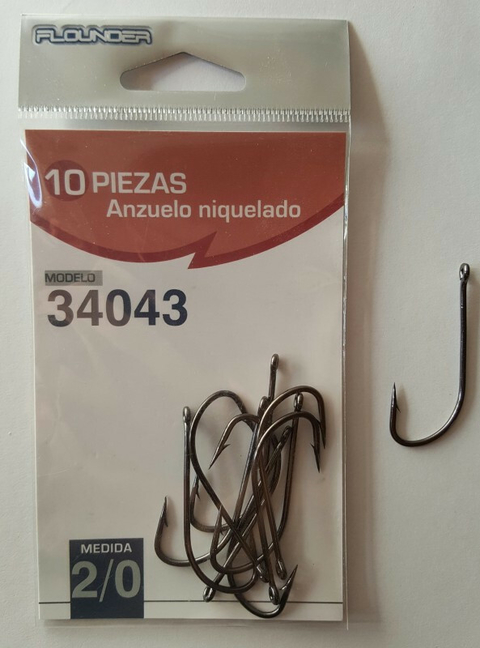 FLOUNDER
10 PIEZAS
Anzuelo niquelado
MODELO
34043
MEDIDA
2/0